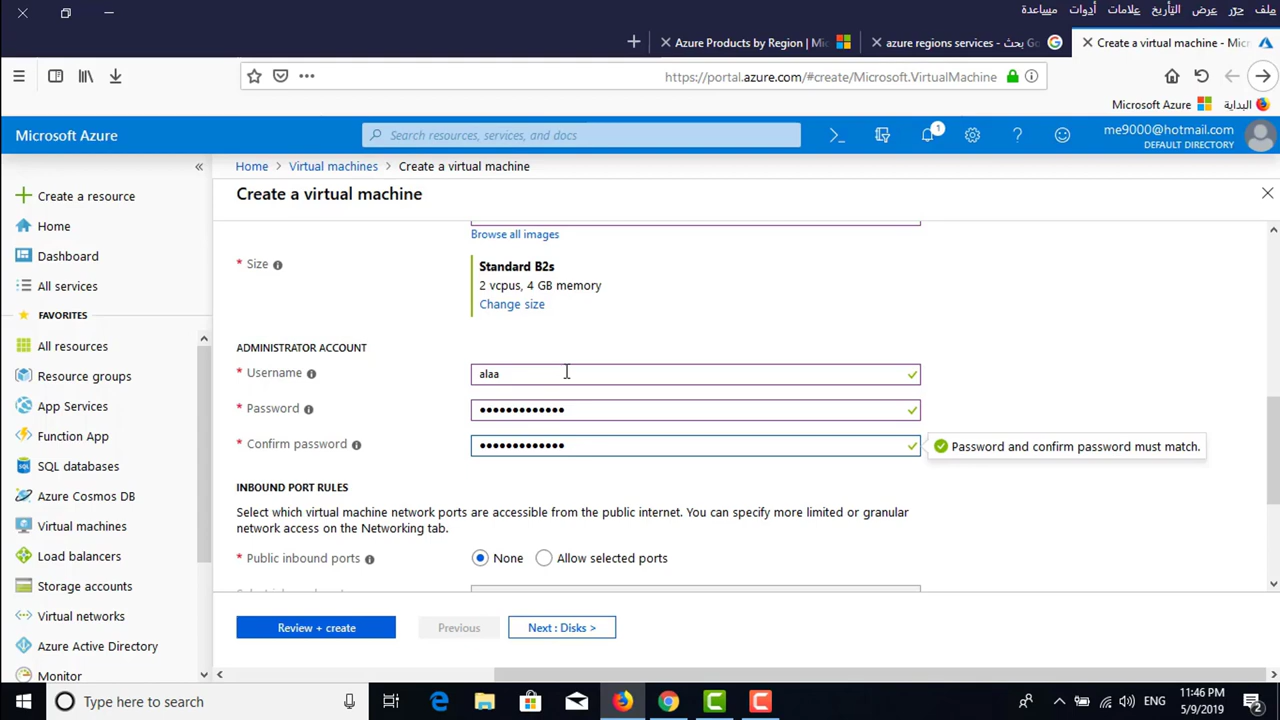 ملف حرّر عرض التأريخ علامات أدوات مساعدة
Create a virtual machine - Micr
azure regions services - بحث Go
Azure Products by Region | Mic
https://portal.azure.com/#create/Microsoft.VirtualMachine
البداية
Microsoft Azure
Microsoft Azure
Search resources, services, and docs
1
me9000@hotmail.com
DEFAULT DIRECTORY
Home > Virtual machines > Create a virtual machine
Create a virtual machine
Create a resource
Home
Dashboard
All services
FAVORITES
All resources
Resource groups
App Services
Function App
SQL databases
Azure Cosmos DB
Virtual machines
Load balancers
Storage accounts
Virtual networks
Azure Active Directory
Monitor
Browse all images
* Size
Standard B2s
2 vcpus, 4 GB memory
Change size
ADMINISTRATOR ACCOUNT
* Username
alaa
* Password
•••••••••••••
* Confirm password
•••••••••••••
Password and confirm password must match.
INBOUND PORT RULES
Select which virtual machine network ports are accessible from the public internet. You can specify more limited or granular
network access on the Networking tab.
* Public inbound ports
None
Allow selected ports
Review + create
Previous
Next : Disks >
Type here to search
ENG
11:46 PM
5/9/2019
2